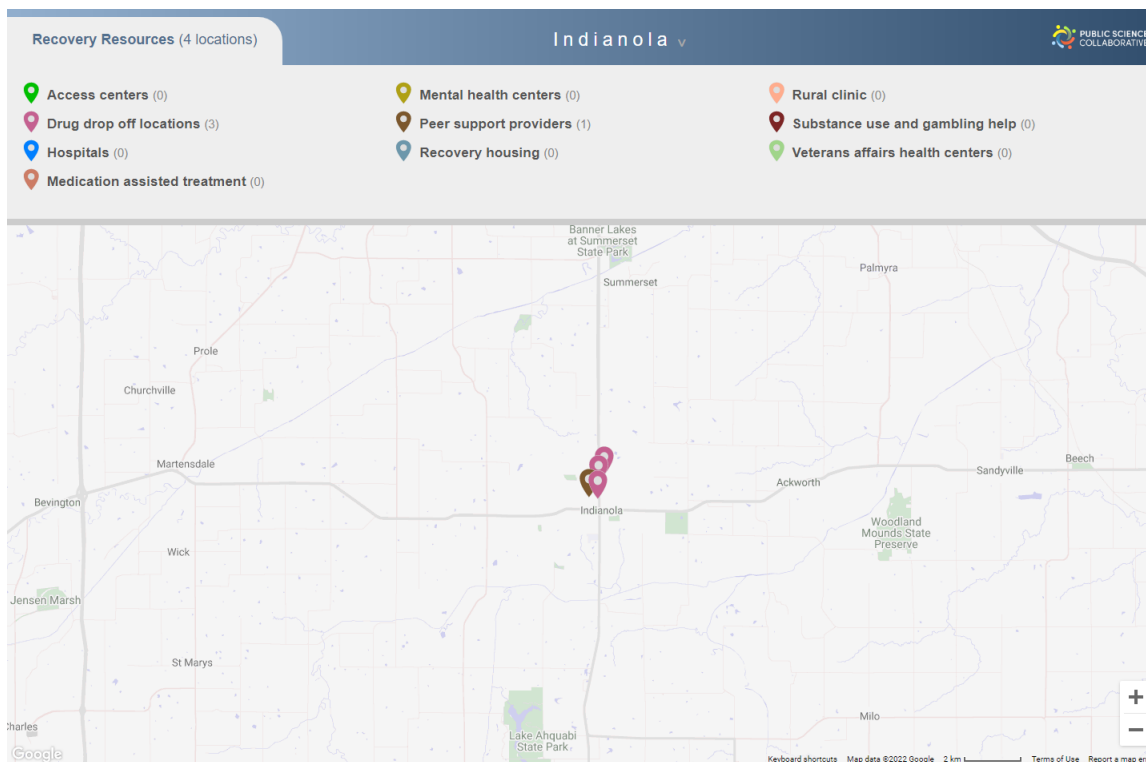 Recovery Resources (4 locations)
Indianola v
PUBLIC SCIENCE
COLLABORATIVE
Access centers (0)
Mental health centers (0)
Rural clinic (0)
Drug drop off locations (3)
Peer support providers (1)
Substance use and gambling help (0)
Hospitals (0)
Recovery housing (0)
Veterans affairs health centers (0)
Medication assisted treatment (0)
Banner Lakes
at Summerset
State Park
Palmyra
Summerset
Prole
Churchville
Martensdale
Beech
Sandyville
Ackworth
Bevington
Indianola
Woodland
Mounds State
Preserve
Wick
Jensen Marsh
St Marys
Milo
Charles
Lake Ahquabi
State Park
+
−
Google
Keyboard shortcuts Map data ©2022 Google 2 km Terms of Use Report a map er